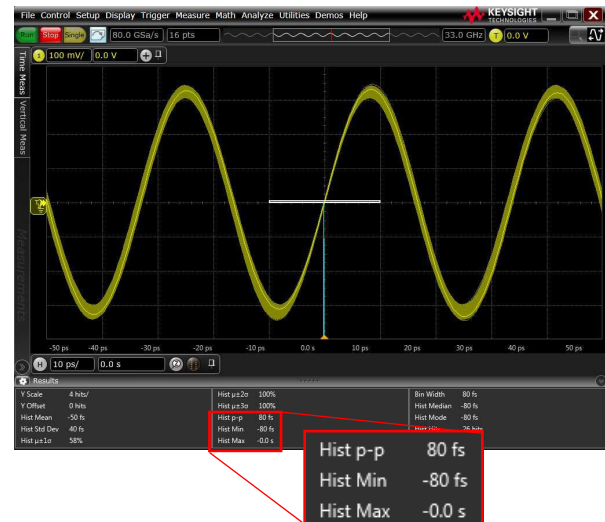 File Control Setup Display Trigger Measure Math Analyze Utilities Demos Help
KEYSIGHT
TECHNOLOGIES
Run Stop Single 80.0 GSa/s 16 pts 33.0 GHz T 0.0 V
1 100 mV/ 0.0 V
Time Meas
Vertical Meas
Measurements
-50 ps -40 ps -30 ps -20 ps -10 ps 0.0 s 10 ps 20 ps 30 ps 40 ps 50 ps
H 10 ps/ 0.0 s
Results
Y Scale 4 hits/ Hist μ±2σ 100% Bin Width 80 fs
Y Offset 0 hits Hist μ±3σ 100% Hist Median -80 fs
Hist Mean -50 fs Hist p-p 80 fs Hist Mode -80 fs
Hist Std Dev 40 fs Hist Min -80 fs 26 hits
Hist μ±1σ 58% Hist Max -0.0 s
Hist p-p 80 fs
Hist Min -80 fs
Hist Max -0.0 s